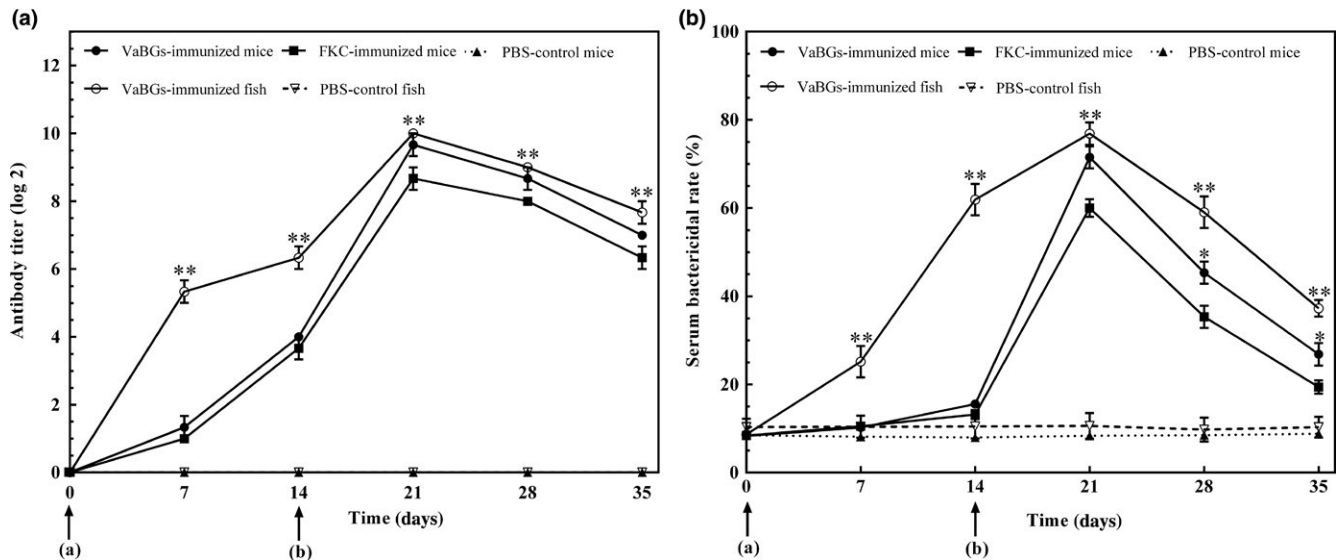 (a)
VaBGs-immunized mice FKC-immunized mice PBS-control mice
VaBGs-immunized fish PBS-control fish
12
10
8
6
4
2
0
Antibody titer (log 2)
** ** ** ** **
0 7 14 21 28 35
Time (days)
(a) (b)
(b)
VaBGs-immunized mice FKC-immunized mice PBS-control mice
VaBGs-immunized fish PBS-control fish
100
80
60
40
20
0
Serum bactericidal rate (%)
** ** ** ** **
* *
0 7 14 21 28 35
Time (days)
(a) (b)